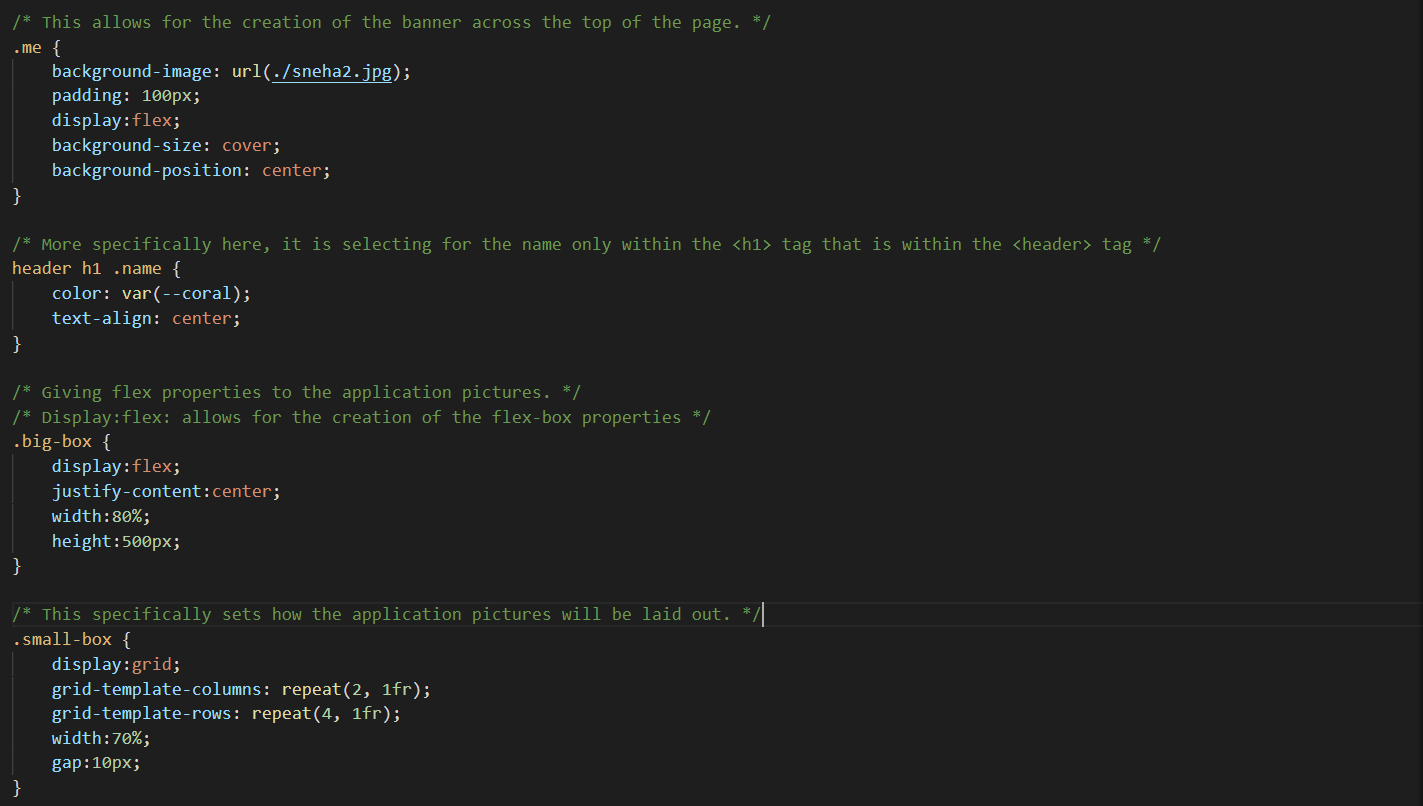 /* This allows for the creation of the banner across the top of the page. */
.me {
    background-image: url(./sneha2.jpg);
    padding: 100px;
    display:flex;
    background-size: cover;
    background-position: center;
}

/* More specifically here, it is selecting for the name only within the <h1> tag that is within the <header> tag */
header h1 .name {
    color: var(--coral);
    text-align: center;
}

/* Giving flex properties to the application pictures. */
/* Display:flex: allows for the creation of the flex-box properties */
.big-box {
    display:flex;
    justify-content:center;
    width:80%;
    height:500px;
}

/* This specifically sets how the application pictures will be laid out. */
.small-box {
    display:grid;
    grid-template-columns: repeat(2, 1fr);
    grid-template-rows: repeat(4, 1fr);
    width:70%;
    gap:10px;
}